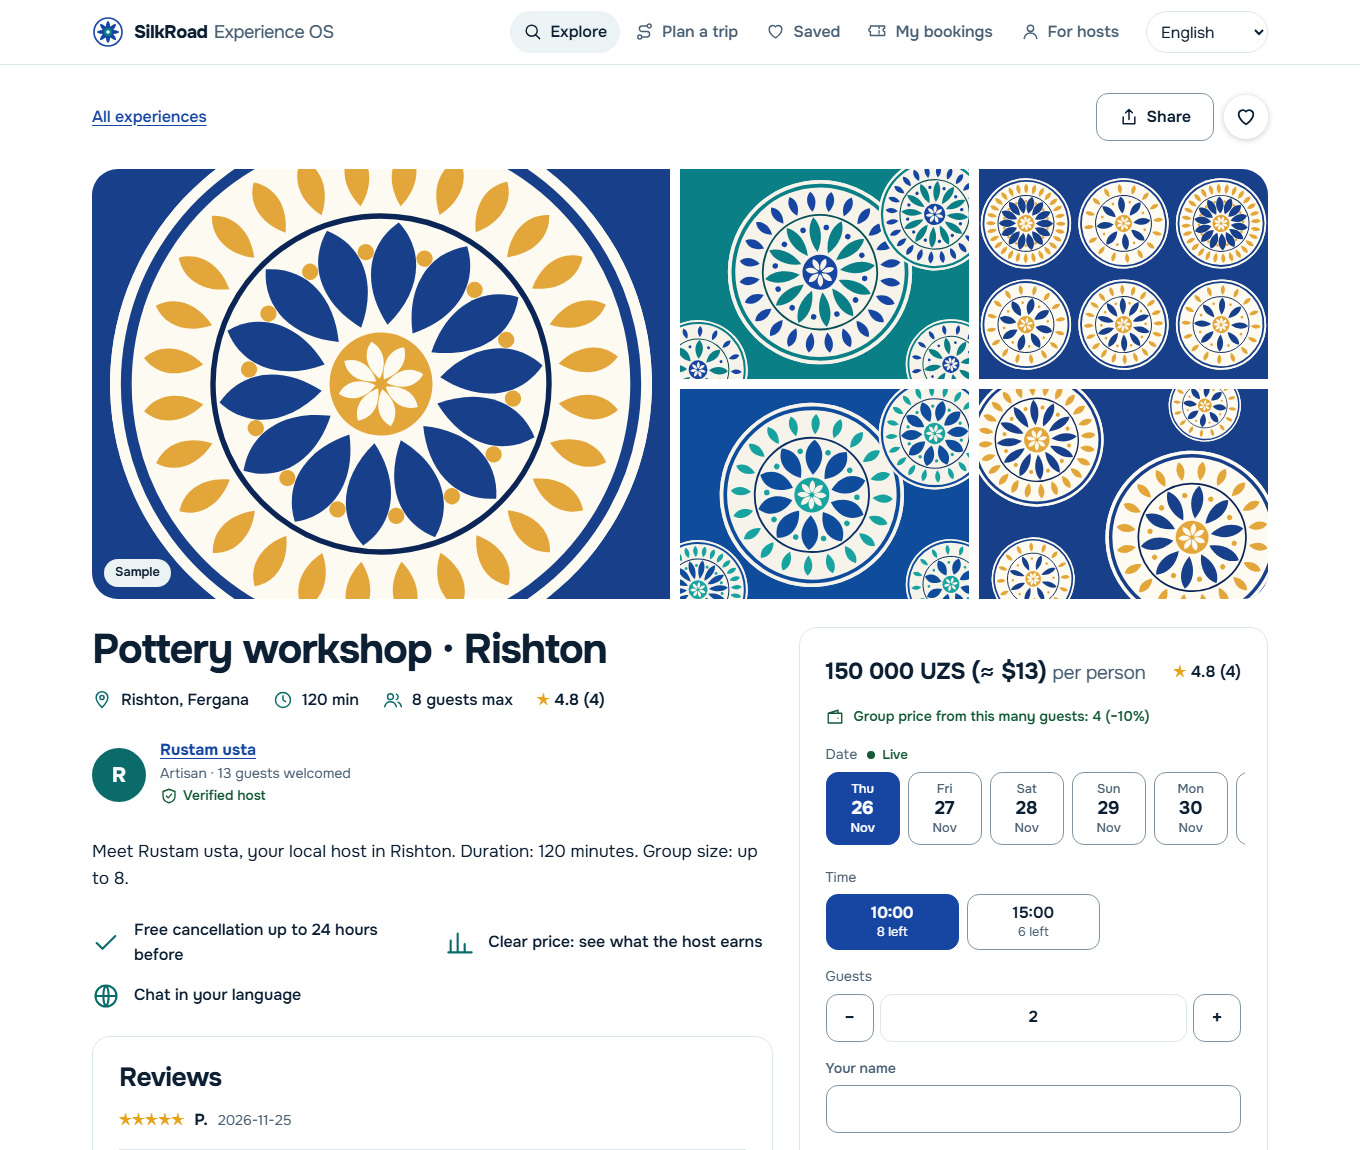 SilkRoad Experience OS
Explore
Plan a trip
Saved
My bookings
For hosts
English
All experiences
Share
Sample
Pottery workshop · Rishton
Rishton, Fergana
120 min
8 guests max
★ 4.8 (4)
R
Rustam usta
Artisan · 13 guests welcomed
Verified host
Meet Rustam usta, your local host in Rishton. Duration: 120 minutes. Group size: up
to 8.
Free cancellation up to 24 hours
before
Clear price: see what the host earns
Chat in your language
Reviews
★★★★★ P. 2026-11-25
150 000 UZS (≈ $13) per person
★ 4.8 (4)
Group price from this many guests: 4 (−10%)
Date
Live
Thu
26
Nov
Fri
27
Nov
Sat
28
Nov
Sun
29
Nov
Mon
30
Nov
Time
10:00
8 left
15:00
6 left
Guests
−
2
+
Your name